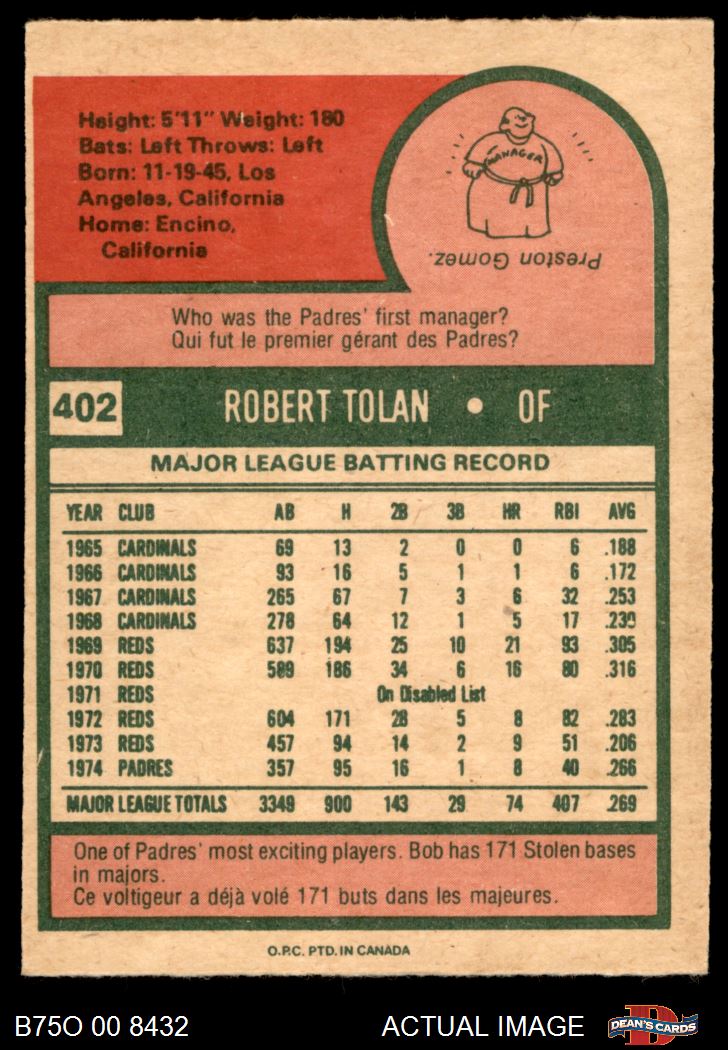 Height: 5'11" Weight: 180
Bats: Left Throws: Left
Born: 11-19-45, Los
Angeles, California
Home: Encino,
California
MANAGER
Preston Gomez.
Who was the Padres' first manager?
Qui fut le premier gérant des Padres?
402 ROBERT TOLAN • OF
MAJOR LEAGUE BATTING RECORD
YEAR CLUB AB H 2B 3B HR RBI AVG
1965 CARDINALS 69 13 2 0 0 6 .188
1966 CARDINALS 93 16 5 1 1 6 .172
1967 CARDINALS 265 67 7 3 6 32 .253
1968 CARDINALS 278 64 12 1 5 17 .230
1969 REDS 637 194 25 10 21 93 .305
1970 REDS 589 186 34 6 16 80 .316
1971 REDS On Disabled List
1972 REDS 604 171 28 5 8 82 .283
1973 REDS 457 94 14 2 9 51 .206
1974 PADRES 357 95 16 1 8 40 .266
MAJOR LEAGUE TOTALS 3349 900 143 29 74 407 .269
One of Padres' most exciting players. Bob has 171 Stolen bases
in majors.
Ce voltigeur a déjà volé 171 buts dans les majeures.
O.P.C. PTD. IN CANADA
B75O 00 8432 ACTUAL IMAGE D DEAN'S CARDS